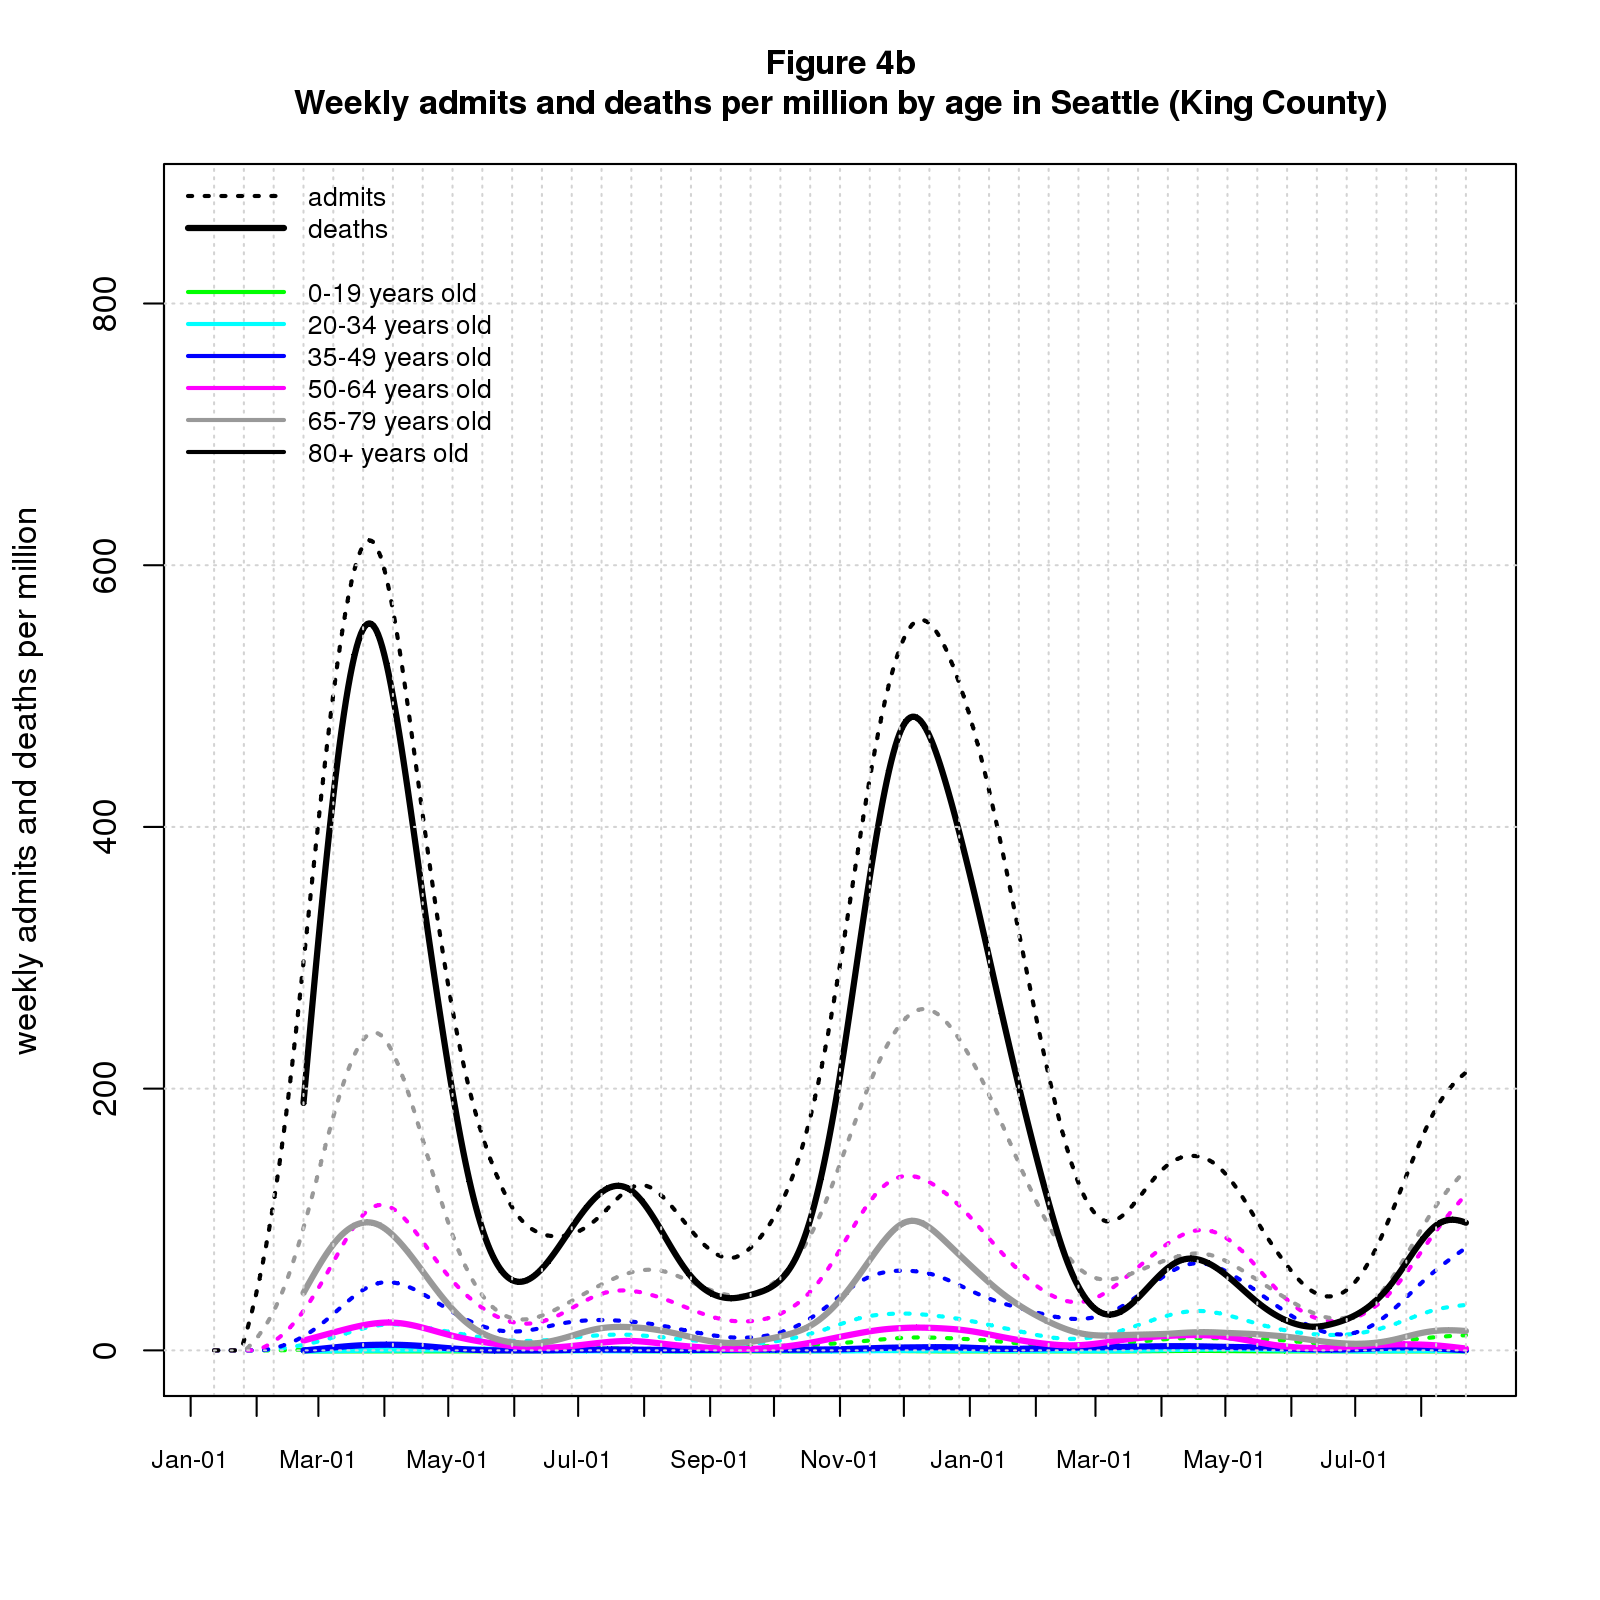 Figure 4b
Weekly admits and deaths per million by age in Seattle (King County)
admits
deaths
0-19 years old
20-34 years old
35-49 years old
50-64 years old
65-79 years old
80+ years old
weekly admits and deaths per million
800
600
400
200
0
Jan-01 Mar-01 May-01 Jul-01 Sep-01 Nov-01 Jan-01 Mar-01 May-01 Jul-01